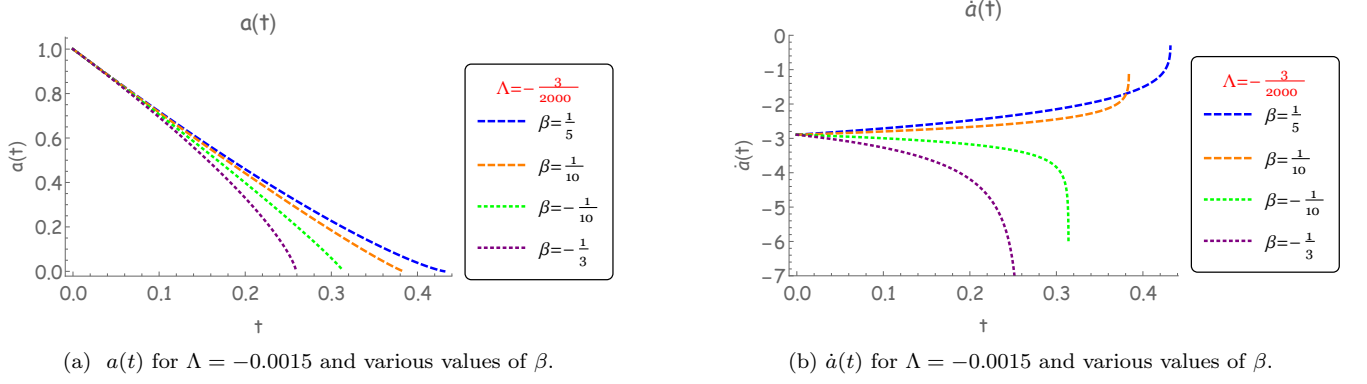 a(t)
1.0
0.8
0.6
0.4
0.2
0.0
a(t)
0.0
0.1
0.2
0.3
0.4
t
Λ=-3/2000
β=1/5
β=1/10
β=-1/10
β=-1/3
(a) a(t) for Λ = −0.0015 and various values of β.
ȧ(t)
0
-1
-2
-3
-4
-5
-6
-7
ȧ(t)
0.0
0.1
0.2
0.3
0.4
t
Λ=-3/2000
β=1/5
β=1/10
β=-1/10
β=-1/3
(b) ȧ(t) for Λ = −0.0015 and various values of β.